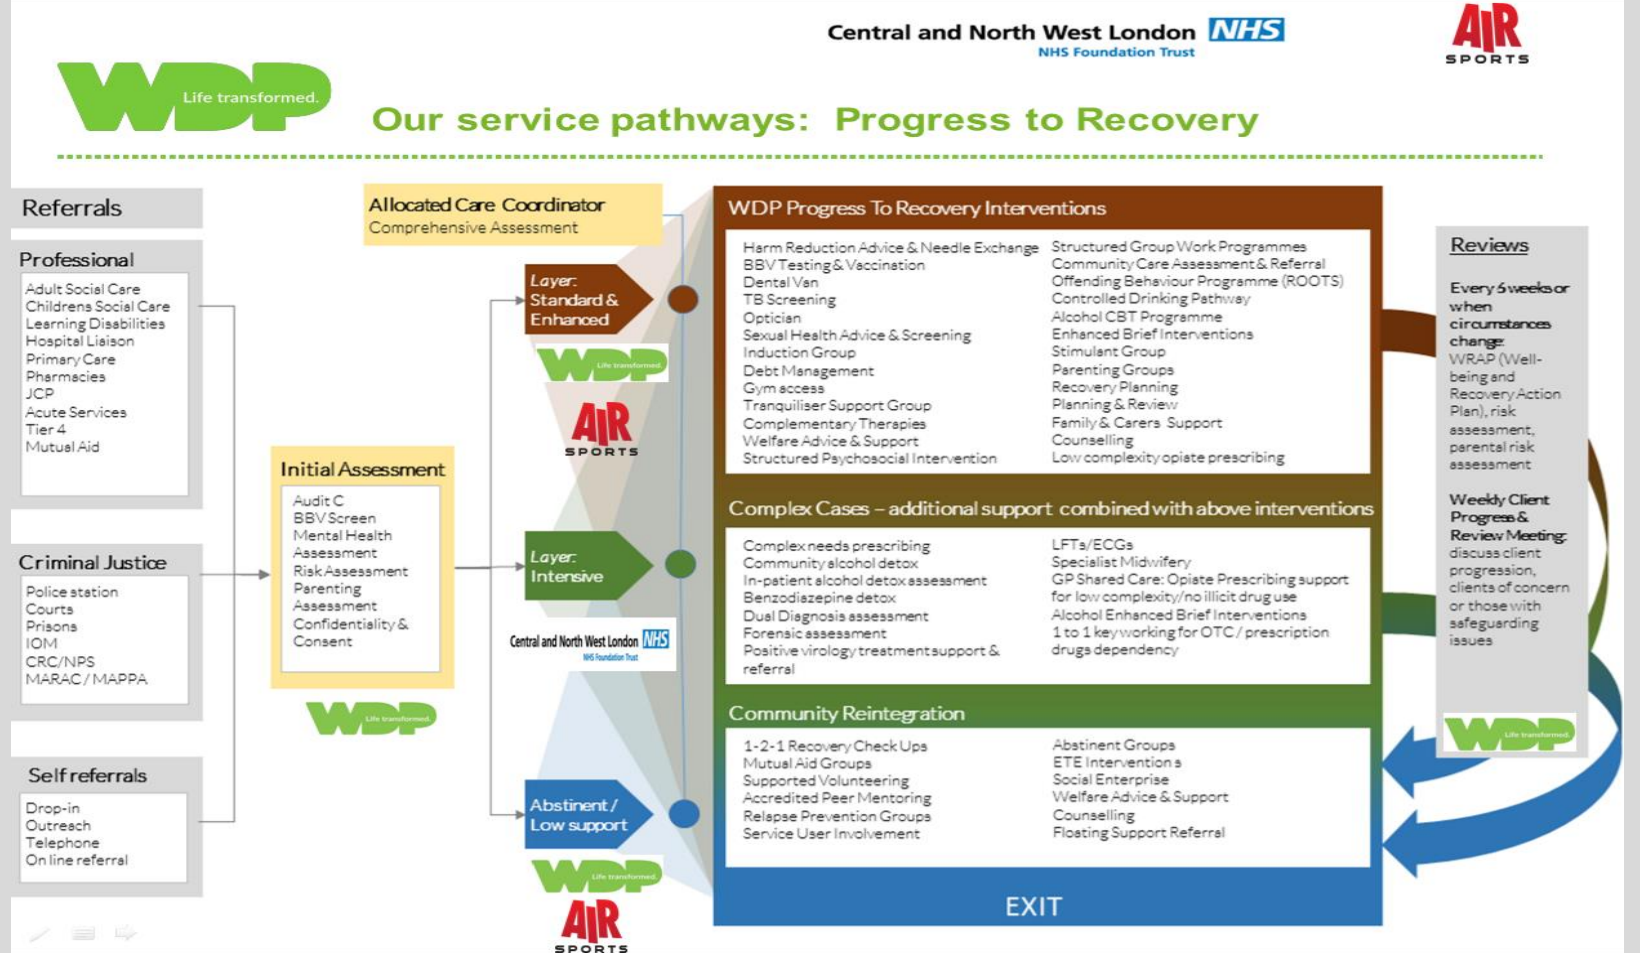 Central and North West London NHS
NHS Foundation Trust
AIR
SPORTS
WDP Life transformed.
Our service pathways: Progress to Recovery
Referrals
Professional
Adult Social Care
Childrens Social Care
Learning Disabilities
Hospital Liaison
Primary Care
Pharmacies
JCP
Acute Services
Tier 4
Mutual Aid
Criminal Justice
Police station
Courts
Prisons
IOM
CRC/NPS
MARAC / MAPPA
Self referrals
Drop-in
Outreach
Telephone
On line referral
Initial Assessment
Audit C
BBV Screen
Mental Health
Assessment
Risk Assessment
Parenting
Assessment
Confidentiality &
Consent
WDP Life transformed.
Allocated Care Coordinator
Comprehensive Assessment
Layer:
Standard &
Enhanced
WDP Life transformed.
AIR
SPORTS
Layer:
Intensive
Central and North West London NHS
NHS Foundation Trust
Abstinent /
Low support
WDP Life transformed.
AIR
SPORTS
WDP Progress To Recovery Interventions
Harm Reduction Advice & Needle Exchange
BBV Testing & Vaccination
Dental Van
TB Screening
Optician
Sexual Health Advice & Screening
Induction Group
Debt Management
Gym access
Tranquiliser Support Group
Complementary Therapies
Welfare Advice & Support
Structured Psychosocial Intervention
Structured Group Work Programmes
Community Care Assessment & Referral
Offending Behaviour Programme (ROOTS)
Controlled Drinking Pathway
Alcohol CBT Programme
Enhanced Brief Interventions
Stimulant Group
Parenting Groups
Recovery Planning
Planning & Review
Family & Carers Support
Counselling
Low complexity opiate prescribing
Complex Cases – additional support combined with above interventions
Complex needs prescribing
Community alcohol detox
In-patient alcohol detox assessment
Benzodiazepine detox
Dual Diagnosis assessment
Forensic assessment
Positive virology treatment support &
referral
LFTs/ECGs
Specialist Midwifery
GP Shared Care: Opiate Prescribing support
for low complexity/no illicit drug use
Alcohol Enhanced Brief Interventions
1 to 1 key working for OTC / prescription
drugs dependency
Community Reintegration
1-2-1 Recovery Check Ups
Mutual Aid Groups
Supported Volunteering
Accredited Peer Mentoring
Relapse Prevention Groups
Service User Involvement
Abstinent Groups
ETE Interventions
Social Enterprise
Welfare Advice & Support
Counselling
Floating Support Referral
EXIT
Reviews
Every 6 weeks or
when
circumstances
change:
WRAP (Well-
being and
Recovery Action
Plan), risk
assessment,
parental risk
assessment
Weekly Client
Progress &
Review Meeting:
discuss client
progression,
clients of concern
or those with
safeguarding
issues
WDP Life transformed.